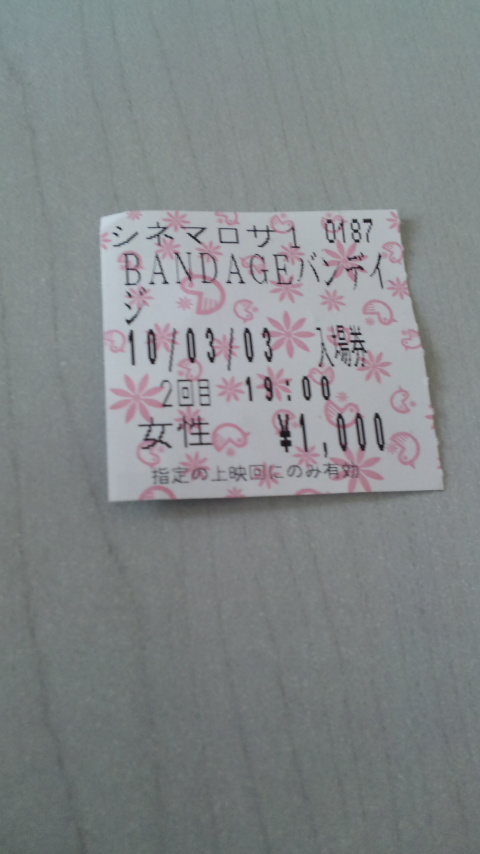 シネマロサ1 0187
BANDAGEバンデイ
ジ
10/03/03 入場券
2回目 19:00
女性 ¥1,000
指定の上映回にのみ有効